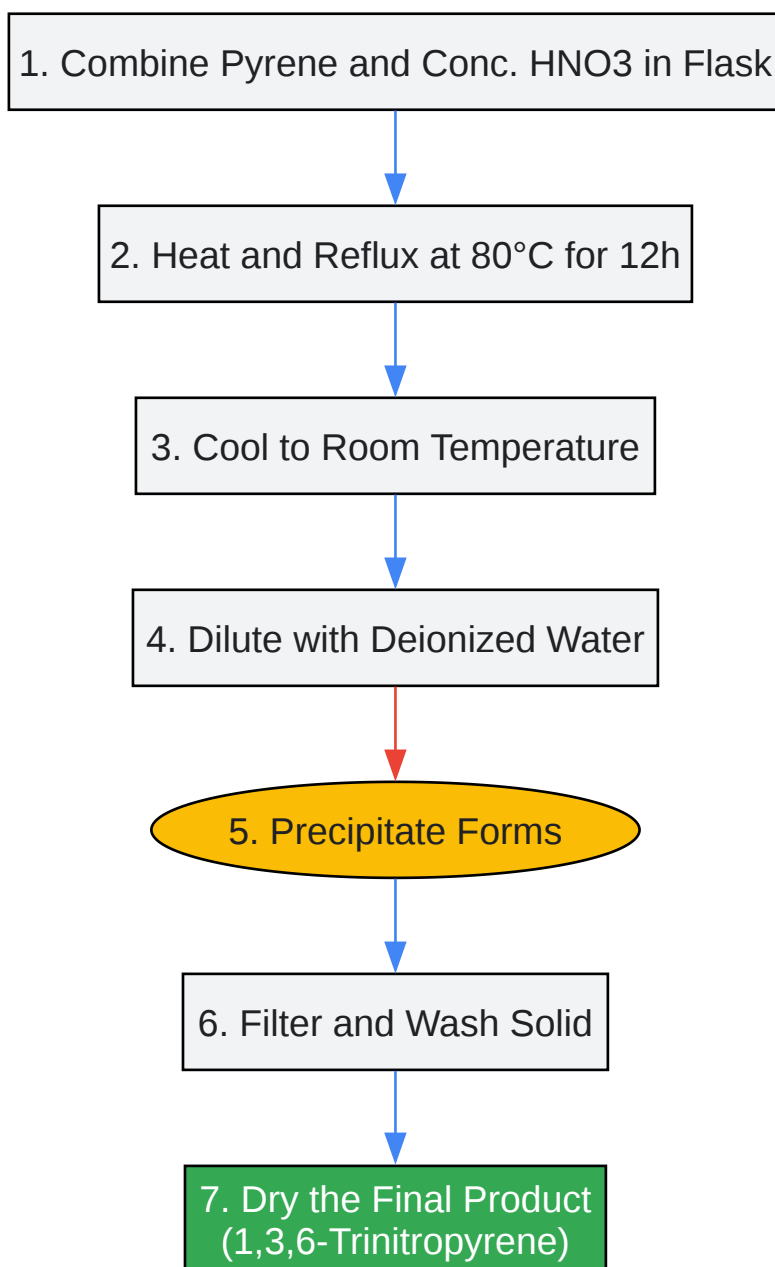 1. Combine Pyrene and Conc. HNO3 in Flask
2. Heat and Reflux at 80°C for 12h
3. Cool to Room Temperature
4. Dilute with Deionized Water
5. Precipitate Forms
6. Filter and Wash Solid
7. Dry the Final Product
(1,3,6-Trinitropyrene)